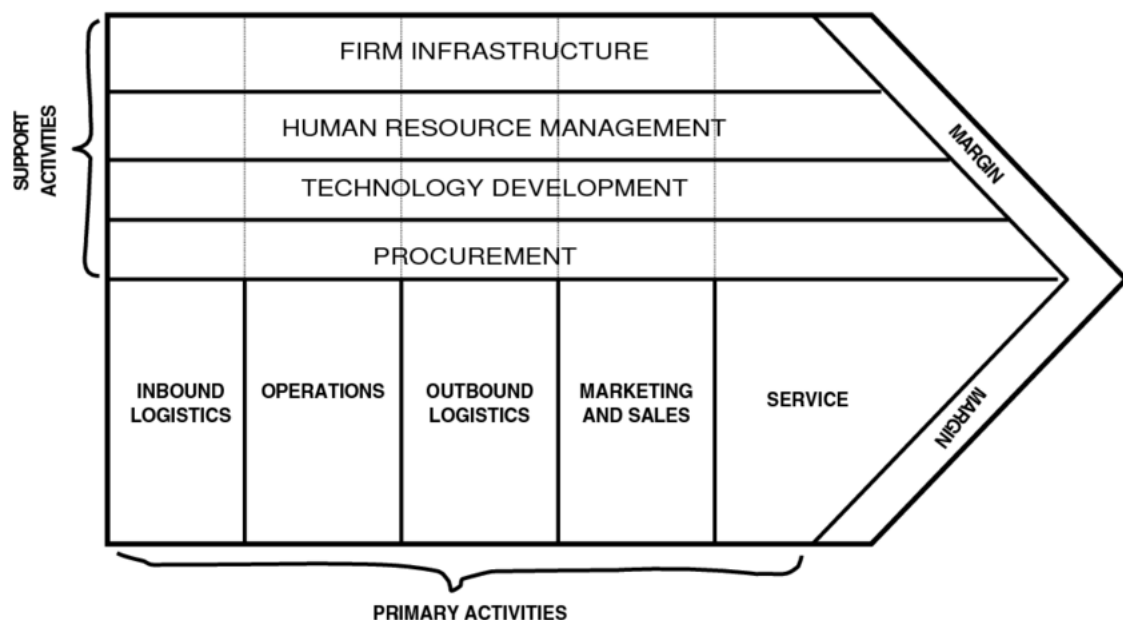 FIRM INFRASTRUCTURE
HUMAN RESOURCE MANAGEMENT
TECHNOLOGY DEVELOPMENT
PROCUREMENT
SUPPORT
ACTIVITIES
MARGIN
INBOUND
LOGISTICS
OPERATIONS
OUTBOUND
LOGISTICS
MARKETING
AND SALES
SERVICE
MARGIN
PRIMARY ACTIVITIES